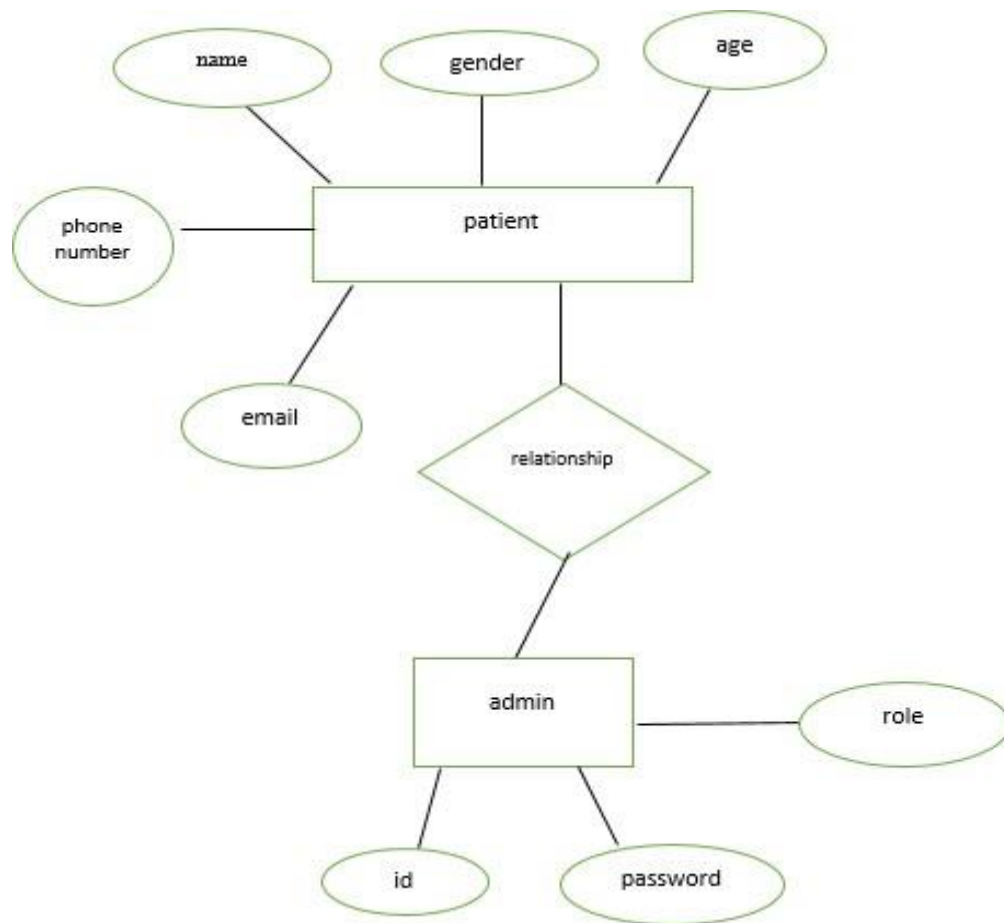 name
gender
age
phone
number
patient
email
relationship
admin
role
id
password